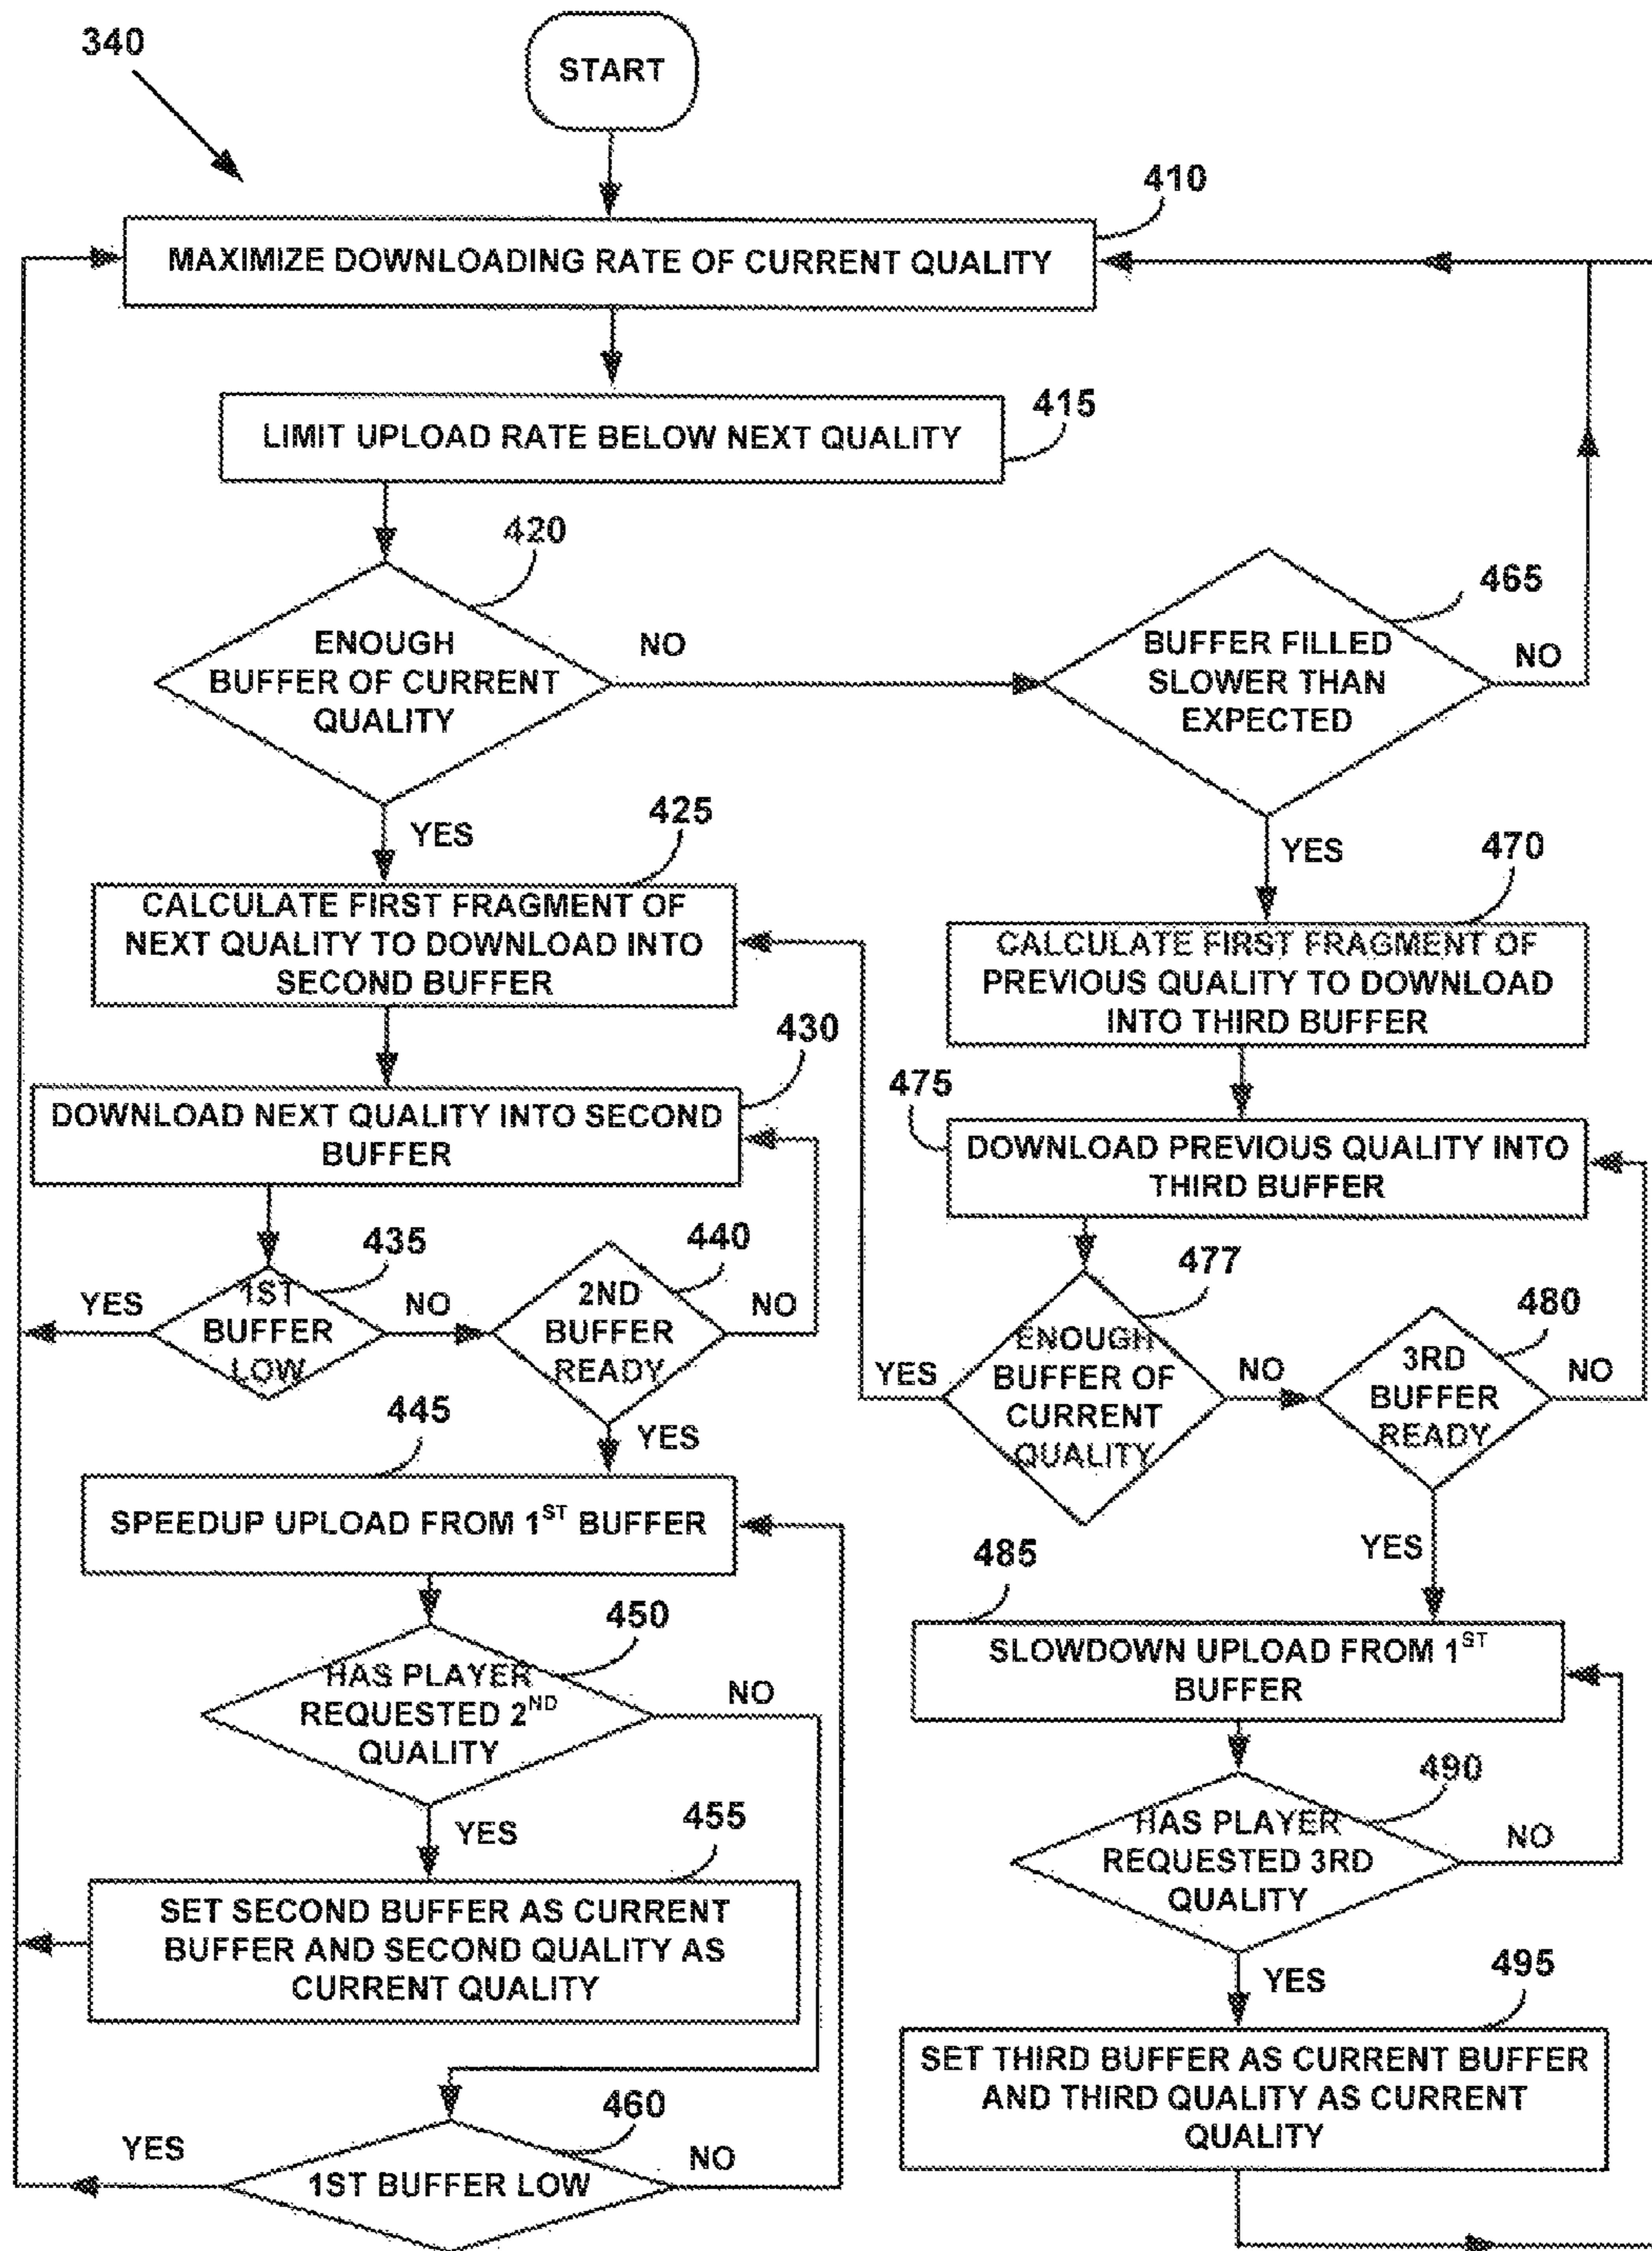 340
START
410
MAXIMIZE DOWNLOADING RATE OF CURRENT QUALITY
415
LIMIT UPLOAD RATE BELOW NEXT QUALITY
420
ENOUGH
BUFFER OF CURRENT
QUALITY
NO
465
BUFFER FILLED
SLOWER THAN
EXPECTED
NO
YES
425
CALCULATE FIRST FRAGMENT OF
NEXT QUALITY TO DOWNLOAD INTO
SECOND BUFFER
YES
470
CALCULATE FIRST FRAGMENT OF
PREVIOUS QUALITY TO DOWNLOAD
INTO THIRD BUFFER
430
DOWNLOAD NEXT QUALITY INTO SECOND
BUFFER
475
DOWNLOAD PREVIOUS QUALITY INTO
THIRD BUFFER
435
YES
1ST
BUFFER
LOW
NO
440
2ND
BUFFER
READY
NO
YES
477
YES
ENOUGH
BUFFER OF
CURRENT
QUALITY
NO
480
3RD
BUFFER
READY
NO
YES
445
SPEEDUP UPLOAD FROM 1ST BUFFER
485
SLOWDOWN UPLOAD FROM 1ST
BUFFER
450
HAS PLAYER
REQUESTED 2ND
QUALITY
NO
YES
490
HAS PLAYER
REQUESTED 3RD
QUALITY
NO
YES
455
SET SECOND BUFFER AS CURRENT
BUFFER AND SECOND QUALITY AS
CURRENT QUALITY
495
SET THIRD BUFFER AS CURRENT BUFFER
AND THIRD QUALITY AS CURRENT
QUALITY
460
YES
1ST BUFFER LOW
NO